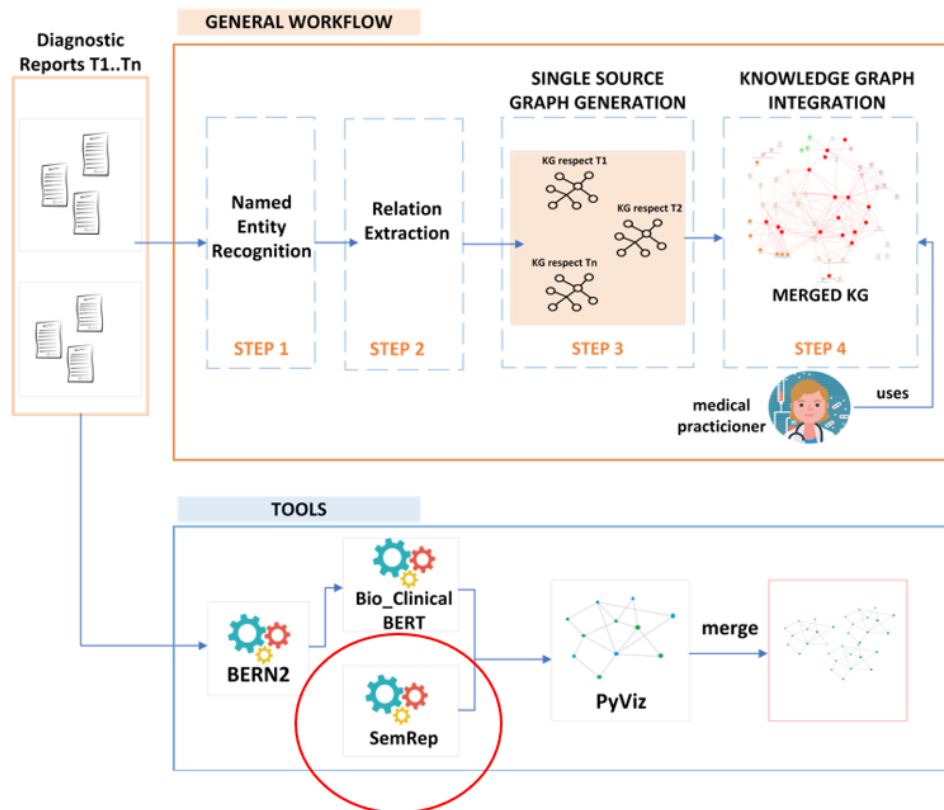 GENERAL WORKFLOW
Diagnostic
Reports T1..Tn
SINGLE SOURCE
GRAPH GENERATION
KNOWLEDGE GRAPH
INTEGRATION
Named
Entity
Recognition
Relation
Extraction
KG respect T1
KG respect T2
KG respect Tn
MERGED KG
STEP 1
STEP 2
STEP 3
STEP 4
medical
practicioner
uses
TOOLS
BERN2
Bio_Clinical
BERT
SemRep
PyViz
merge